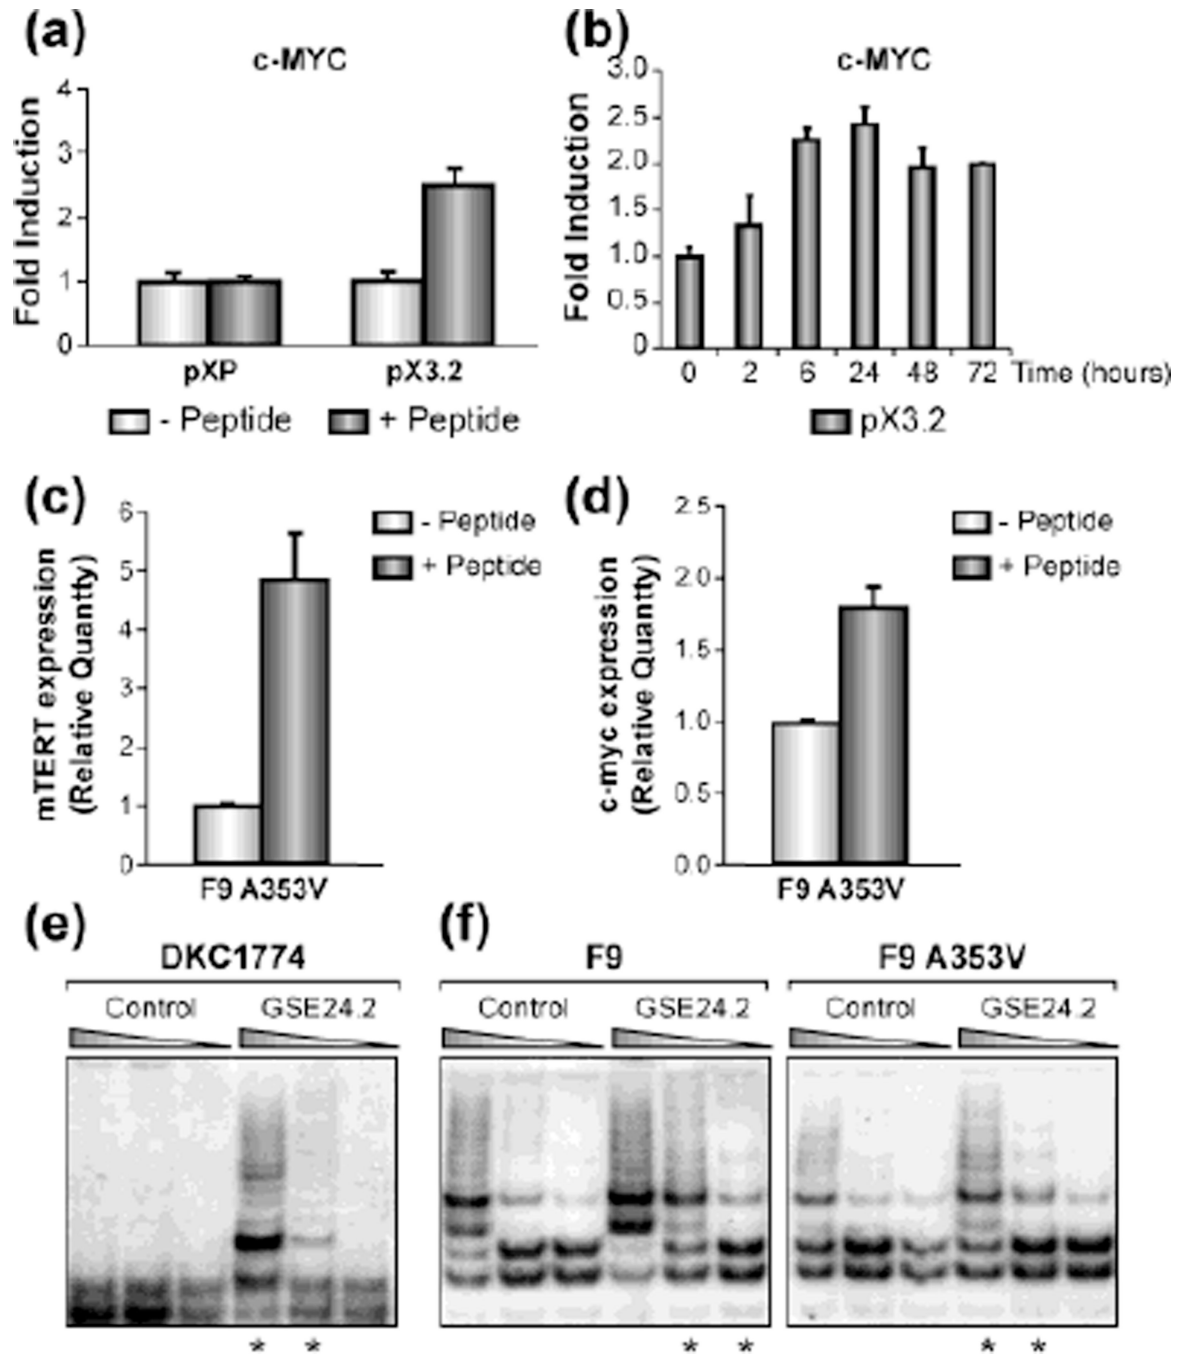 (a)
c-MYC
Fold Induction
4
3
2
1
0
pXP
pX3.2
- Peptide
+ Peptide
(b)
c-MYC
Fold Induction
3.0
2.5
2.0
1.5
1.0
0.5
0
0 2 6 24 48 72 Time (hours)
pX3.2
(c)
mTERT expression
(Relative Quantty)
6
5
4
3
2
1
0
F9 A353V
- Peptide
+ Peptide
(d)
c-myc expression
(Relative Quantty)
2.5
2.0
1.5
1.0
0.5
0.0
F9 A353V
- Peptide
+ Peptide
(e)
DKC1774
Control GSE24.2
* *
(f)
F9
Control GSE24.2
* *
F9 A353V
Control GSE24.2
* *